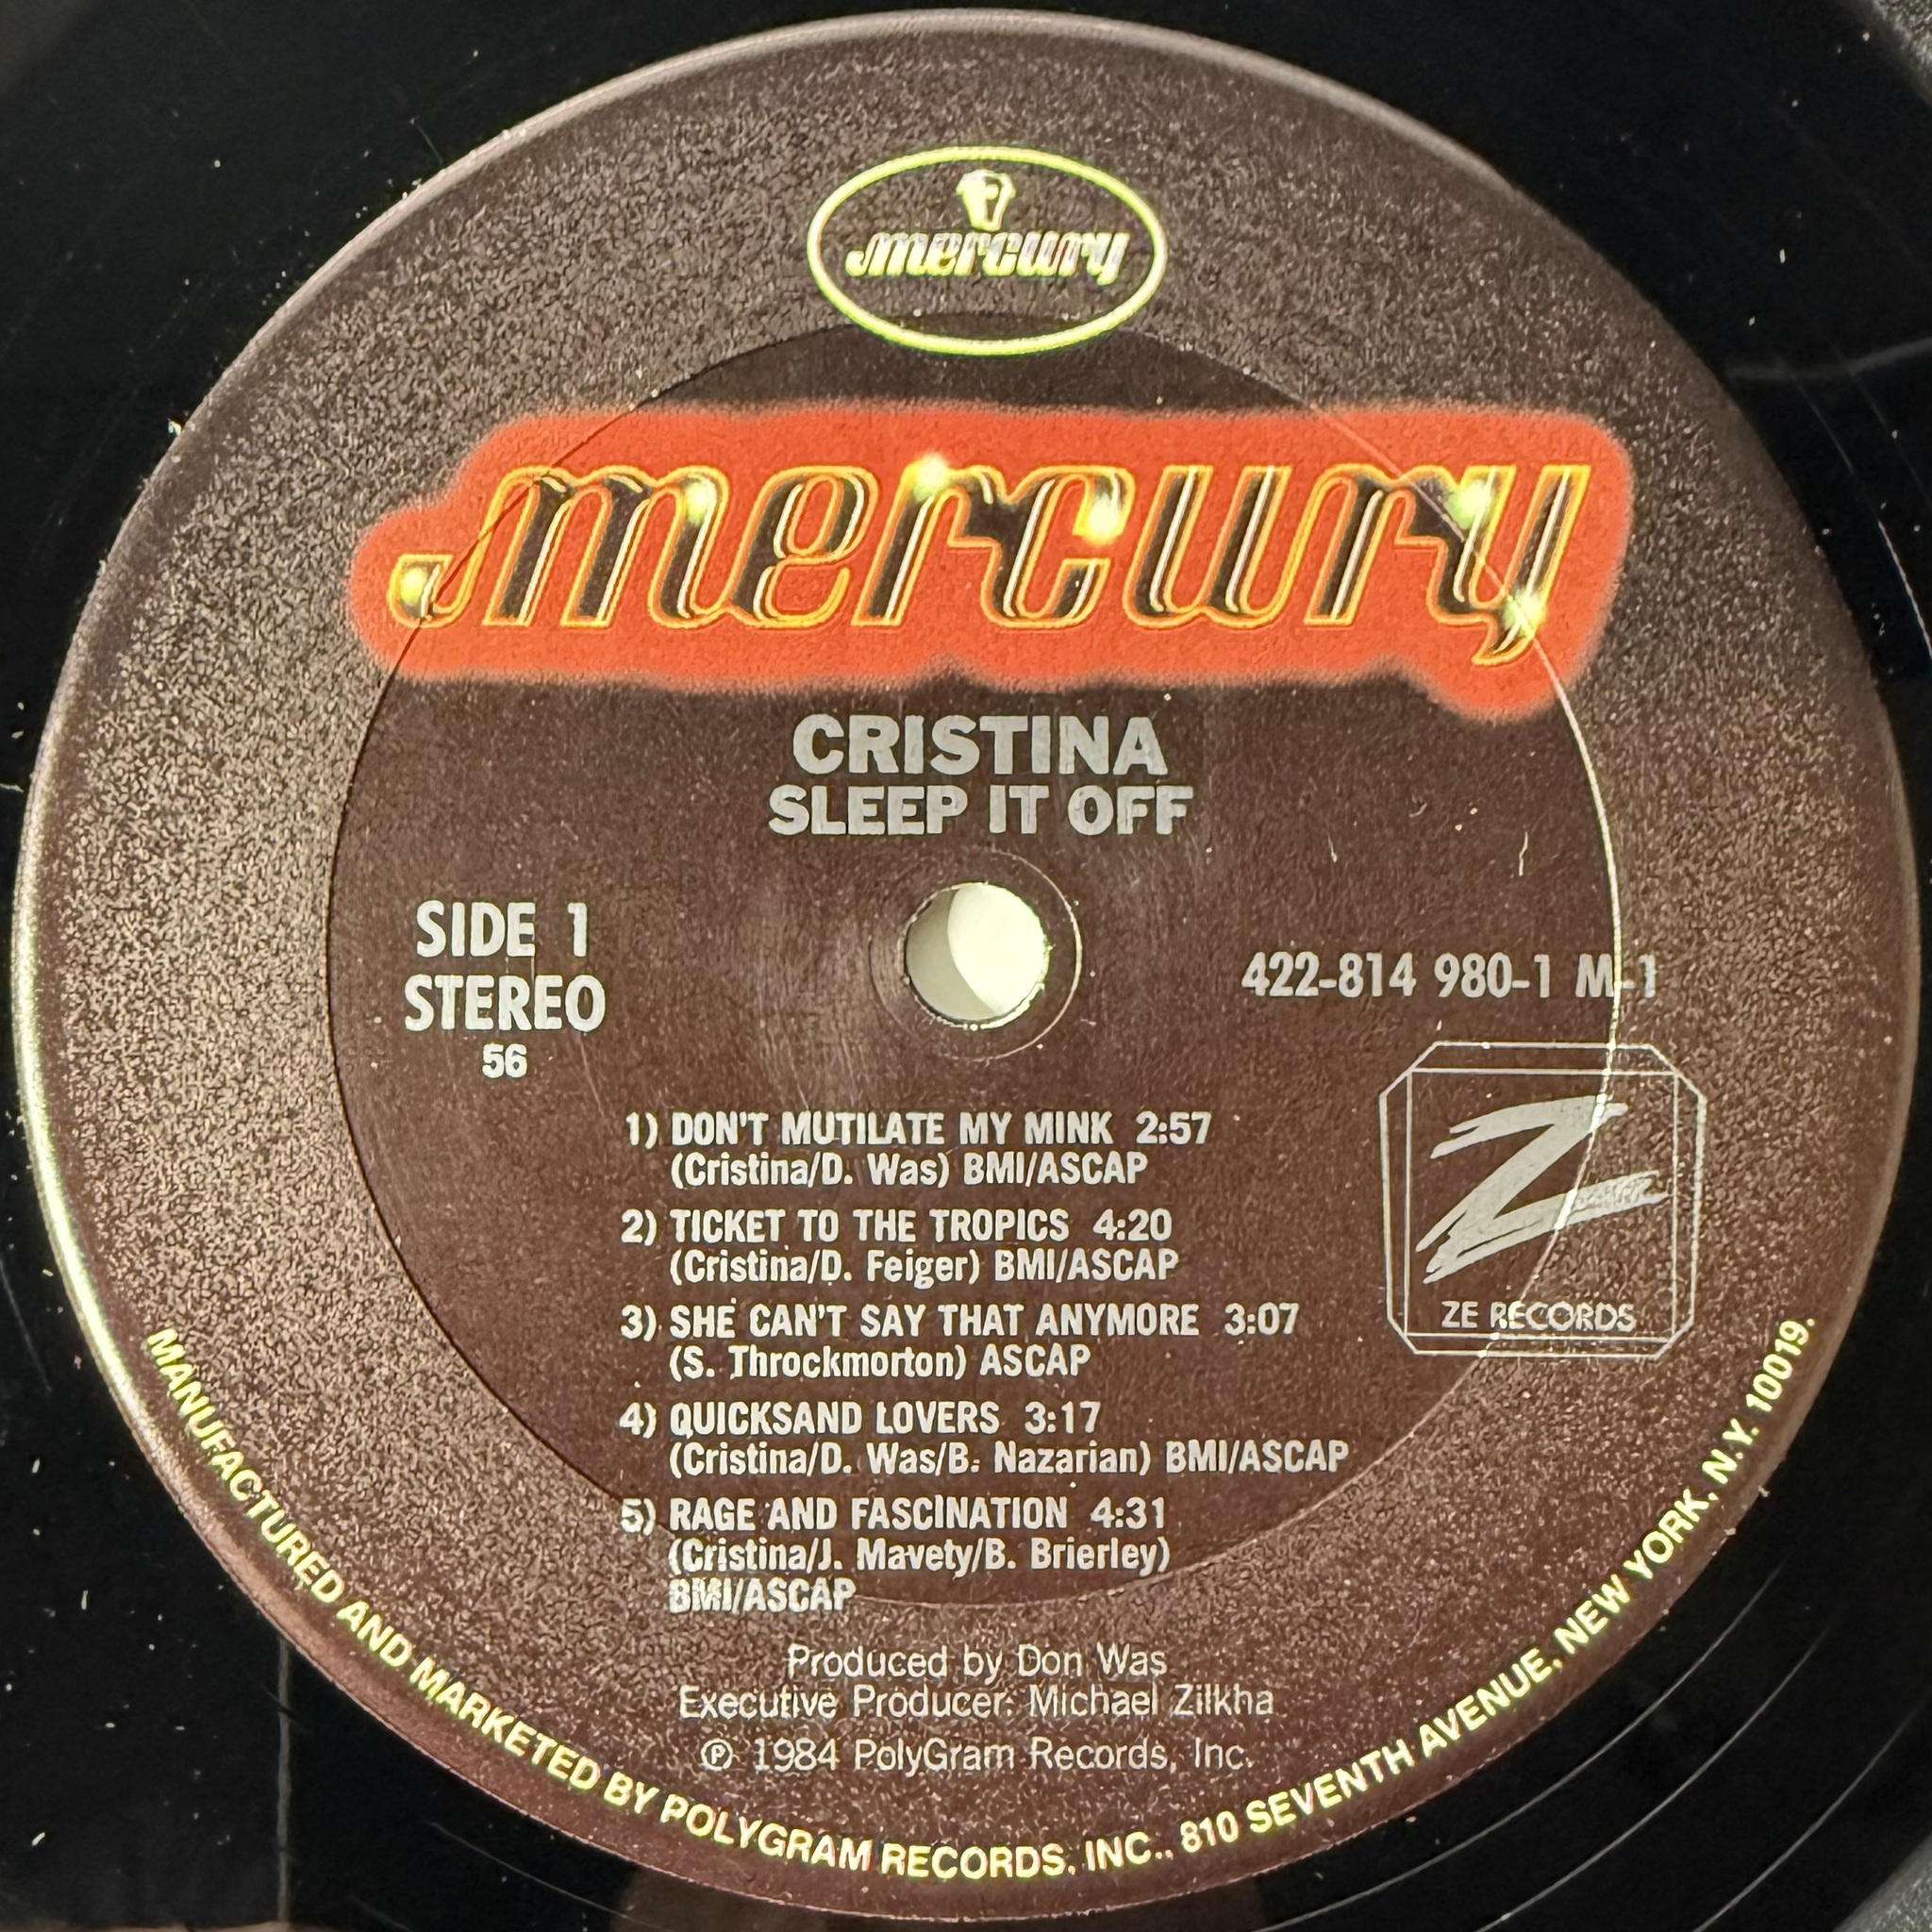 mercury
mercury
CRISTINA
SLEEP IT OFF
SIDE 1
STEREO
56
422-814 980-1 M-1
1) DON'T MUTILATE MY MINK 2:57
(Cristina/D. Was) BMI/ASCAP
2) TICKET TO THE TROPICS 4:20
(Cristina/D. Feiger) BMI/ASCAP
3) SHE CAN'T SAY THAT ANYMORE 3:07
(S. Throckmorton) ASCAP
4) QUICKSAND LOVERS 3:17
(Cristina/D. Was/B. Nazarian) BMI/ASCAP
5) RAGE AND FASCINATION 4:31
(Cristina/J. Mavety/B. Brierley)
BMI/ASCAP
Z
ZE RECORDS
Produced by Don Was
Executive Producer: Michael Zilkha
℗ 1984 PolyGram Records, Inc.
MANUFACTURED AND MARKETED BY POLYGRAM RECORDS, INC., 810 SEVENTH AVENUE, NEW YORK, N.Y. 10019.